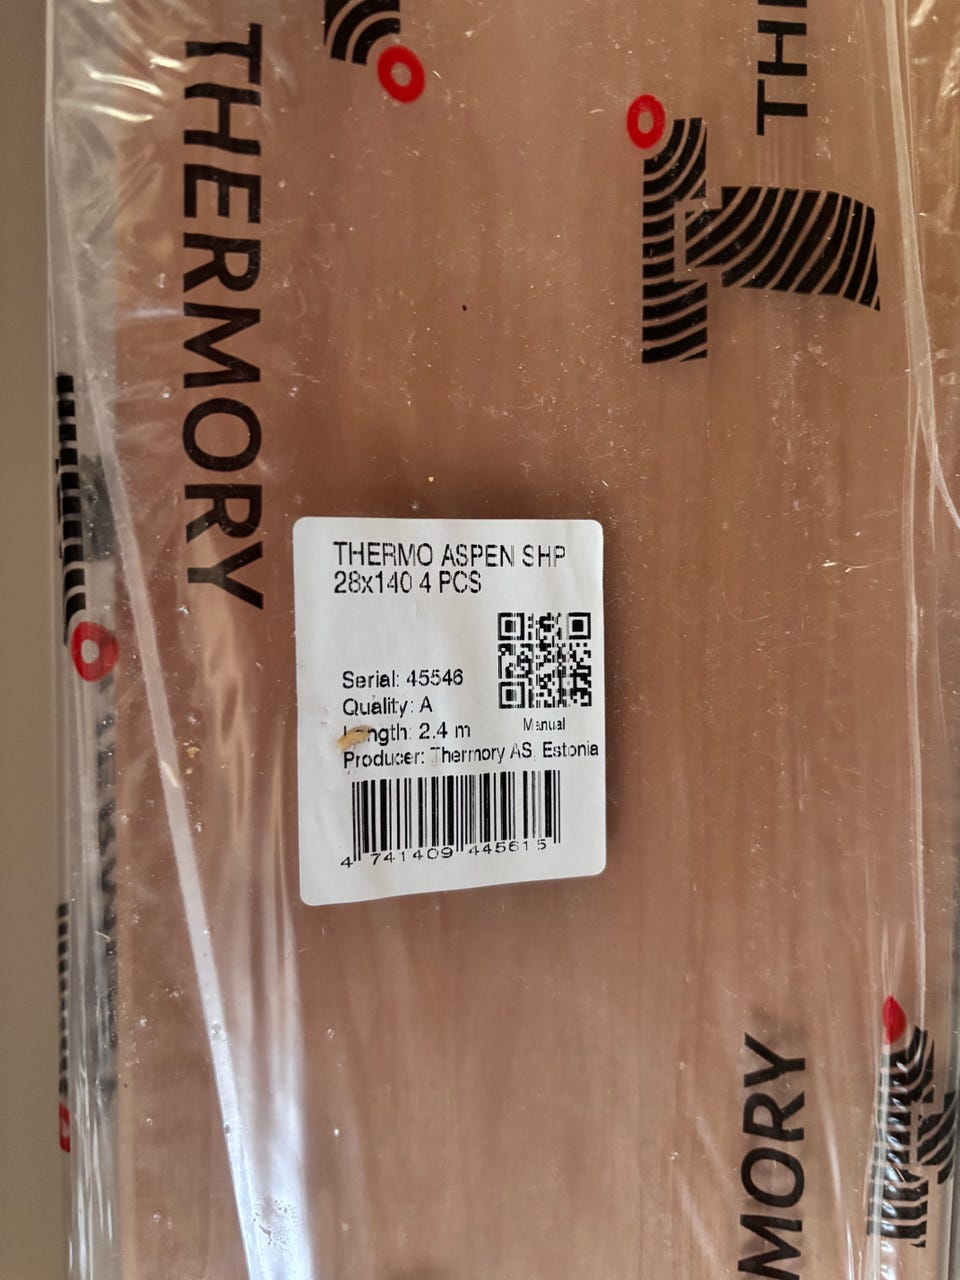 THERMORY
TH
THERMO ASPEN SHP
28x140 4 PCS
Serial: 45546
Quality: A
Length: 2.4 m
Manual
Producer: Thermory AS, Estonia
4 741409 445615
MORY